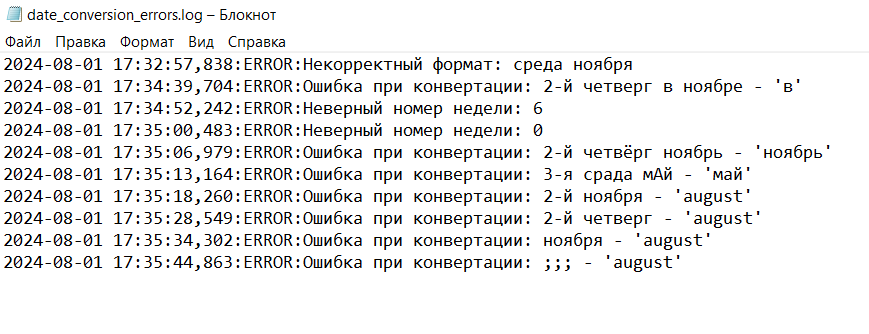 date_conversion_errors.log – Блокнот
Файл Правка Формат Вид Справка
2024-08-01 17:32:57,838:ERROR:Некорректный формат: среда ноября
2024-08-01 17:34:39,704:ERROR:Ошибка при конвертации: 2-й четверг в ноябре - 'в'
2024-08-01 17:34:52,242:ERROR:Неверный номер недели: 6
2024-08-01 17:35:00,483:ERROR:Неверный номер недели: 0
2024-08-01 17:35:06,979:ERROR:Ошибка при конвертации: 2-й четвёрг ноябрь - 'ноябрь'
2024-08-01 17:35:13,164:ERROR:Ошибка при конвертации: 3-я срада мАй - 'май'
2024-08-01 17:35:18,260:ERROR:Ошибка при конвертации: 2-й ноября - 'august'
2024-08-01 17:35:28,549:ERROR:Ошибка при конвертации: 2-й четверг - 'august'
2024-08-01 17:35:34,302:ERROR:Ошибка при конвертации: ноября - 'august'
2024-08-01 17:35:44,863:ERROR:Ошибка при конвертации: ;;; - 'august'